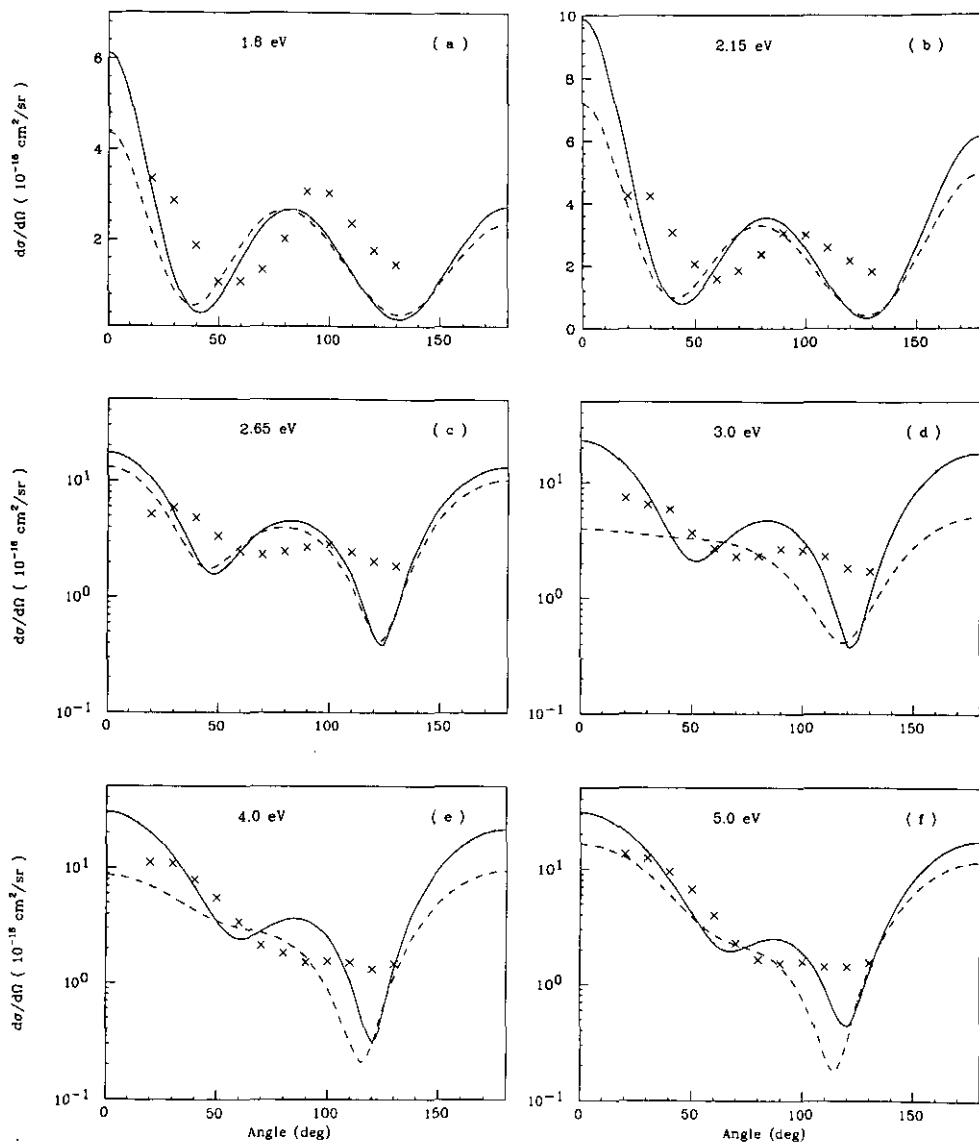 1.8 eV ( a )
6
4
2
0 50 100 150
dσ/dΩ ( 10⁻¹⁶ cm²/sr )
2.15 eV ( b )
10
8
6
4
2
0
0 50 100 150
2.65 eV ( c )
10¹
10⁰
10⁻¹
0 50 100 150
dσ/dΩ ( 10⁻¹⁶ cm²/sr )
3.0 eV ( d )
10¹
10⁰
10⁻¹
0 50 100 150
4.0 eV ( e )
10¹
10⁰
10⁻¹
0 50 100 150
Angle (deg)
dσ/dΩ ( 10⁻¹⁶ cm²/sr )
5.0 eV ( f )
10¹
10⁰
10⁻¹
0 50 100 150
Angle (deg)